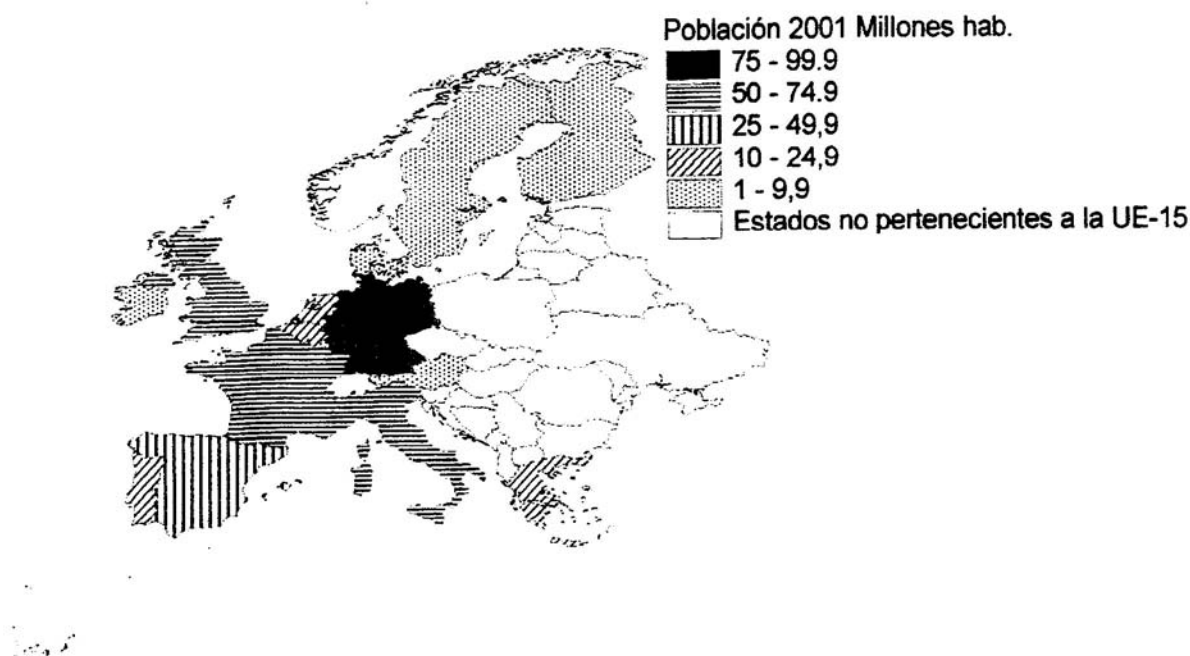 Población 2001 Millones hab.
75 - 99.9
50 - 74.9
25 - 49,9
10 - 24,9
1 - 9,9
Estados no pertenecientes a la UE-15